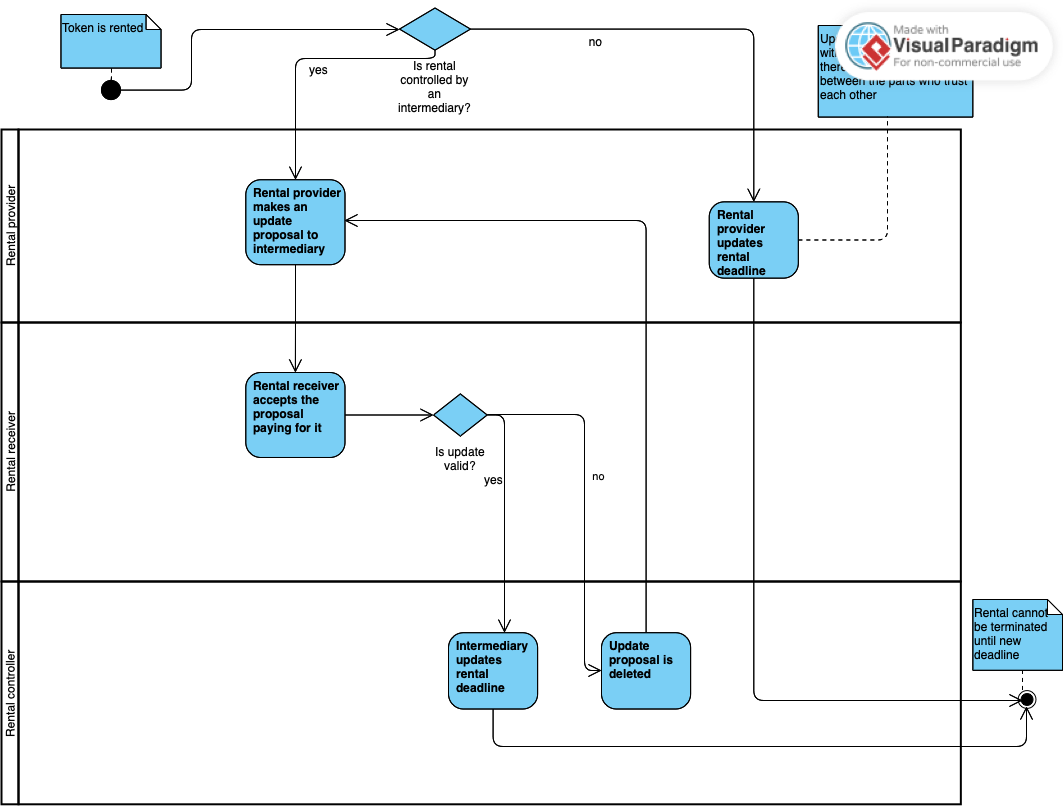 Token is rented
Is rental
controlled by
an
intermediary?
yes
no
Made with
Visual Paradigm
For non-commercial use
Up
wit
there
between the parts who trust
each other
Rental provider
Rental provider
makes an
update
proposal to
intermediary
Rental
provider
updates
rental
deadline
Rental receiver
Rental receiver
accepts the
proposal
paying for it
Is update
valid?
yes
no
Rental controller
Intermediary
updates
rental
deadline
Update
proposal is
deleted
Rental cannot
be terminated
until new
deadline